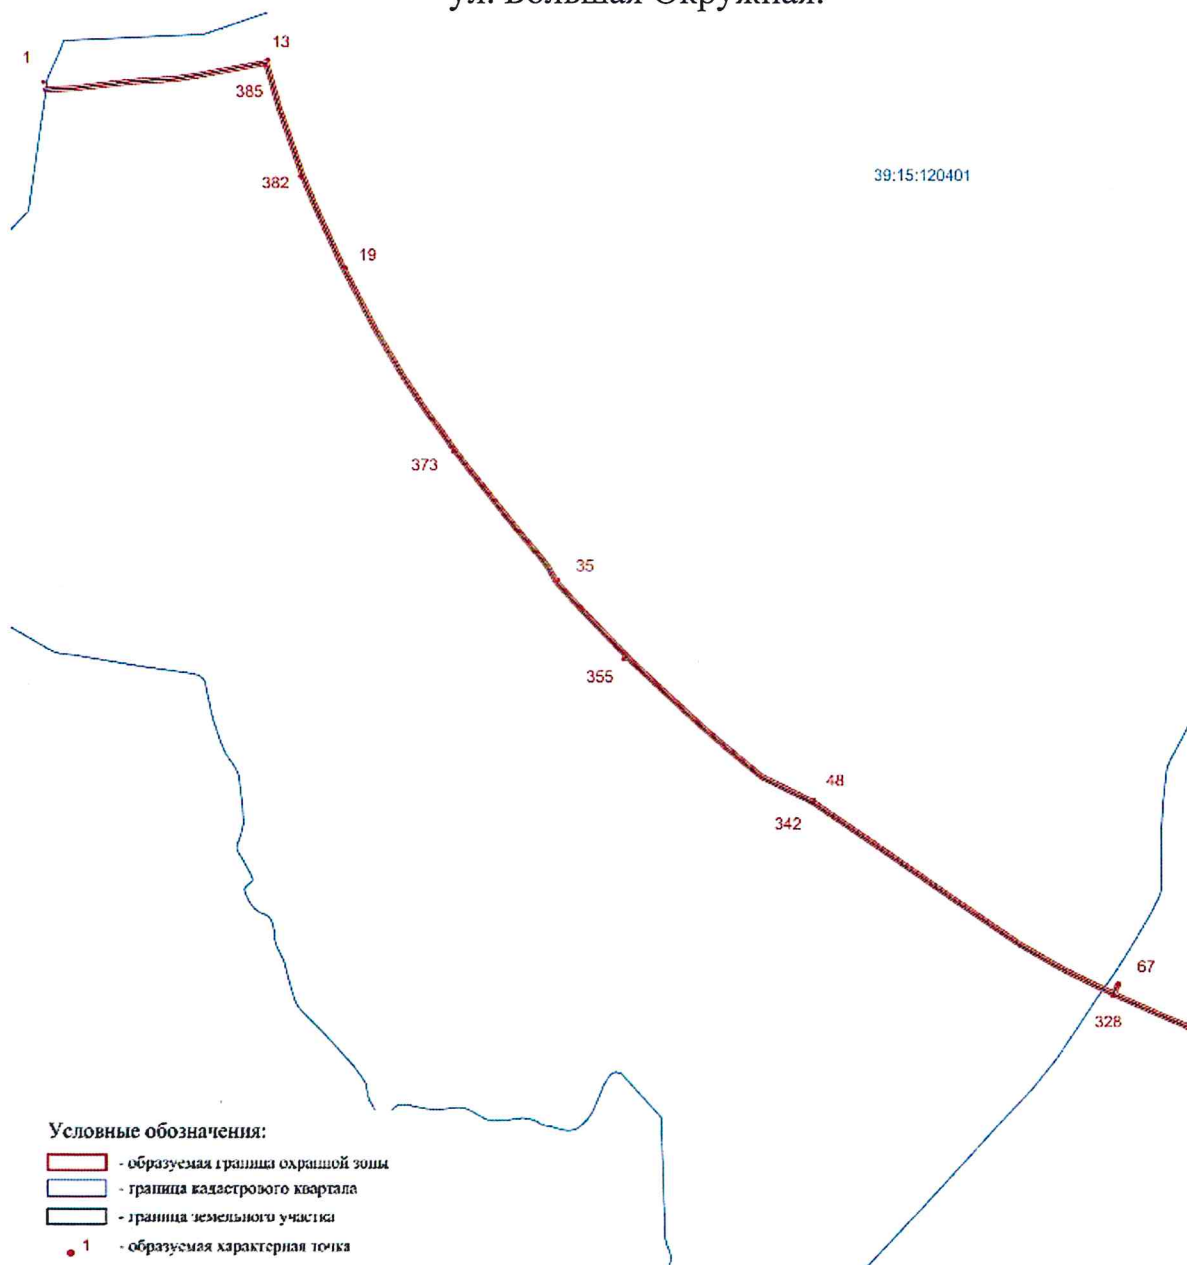 ул. Большая Окружная.
13
1
385
39:15:120401
382
19
373
35
355
48
342
67
328
Условные обозначения:
- образуемая граница охранной зоны
- граница кадастрового квартала
- граница земельного участка
1 - образуемая характерная точка